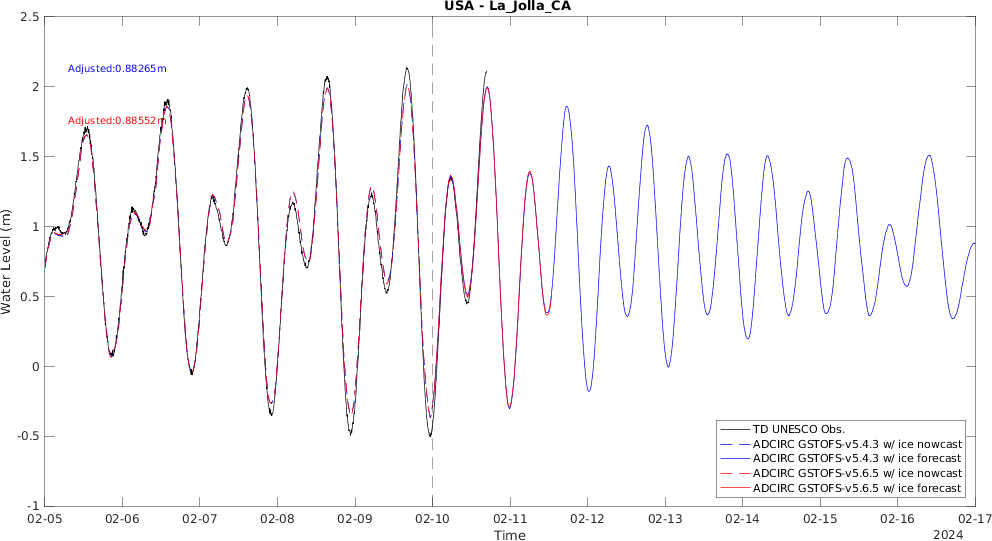 USA - La_Jolla_CA
2.5
2
1.5
1
0.5
0
-0.5
-1
Water Level (m)
Adjusted:0.88265m
Adjusted:0.88552m
TD UNESCO Obs.
ADCIRC GSTOFS-v5.4.3 w/ ice nowcast
ADCIRC GSTOFS-v5.4.3 w/ ice forecast
ADCIRC GSTOFS-v5.6.5 w/ ice nowcast
ADCIRC GSTOFS-v5.6.5 w/ ice forecast
02-05 02-06 02-07 02-08 02-09 02-10 02-11 02-12 02-13 02-14 02-15 02-16 02-17
Time
2024